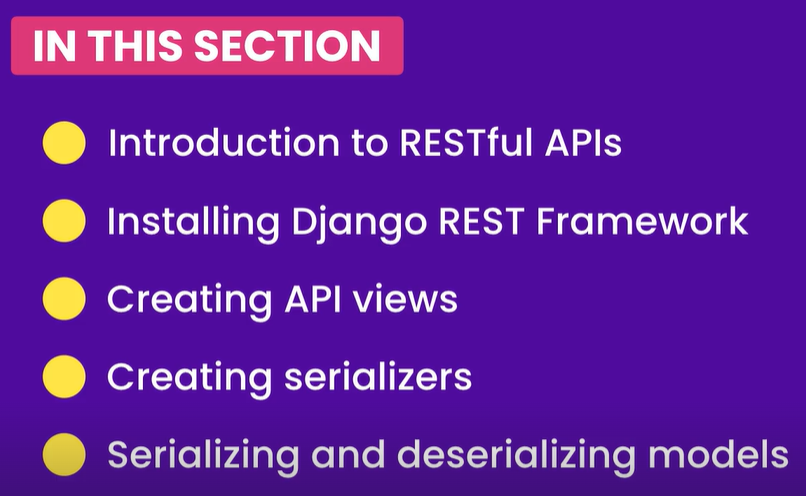 IN THIS SECTION
Introduction to RESTful APIs
Installing Django REST Framework
Creating API views
Creating serializers
Serializing and deserializing models